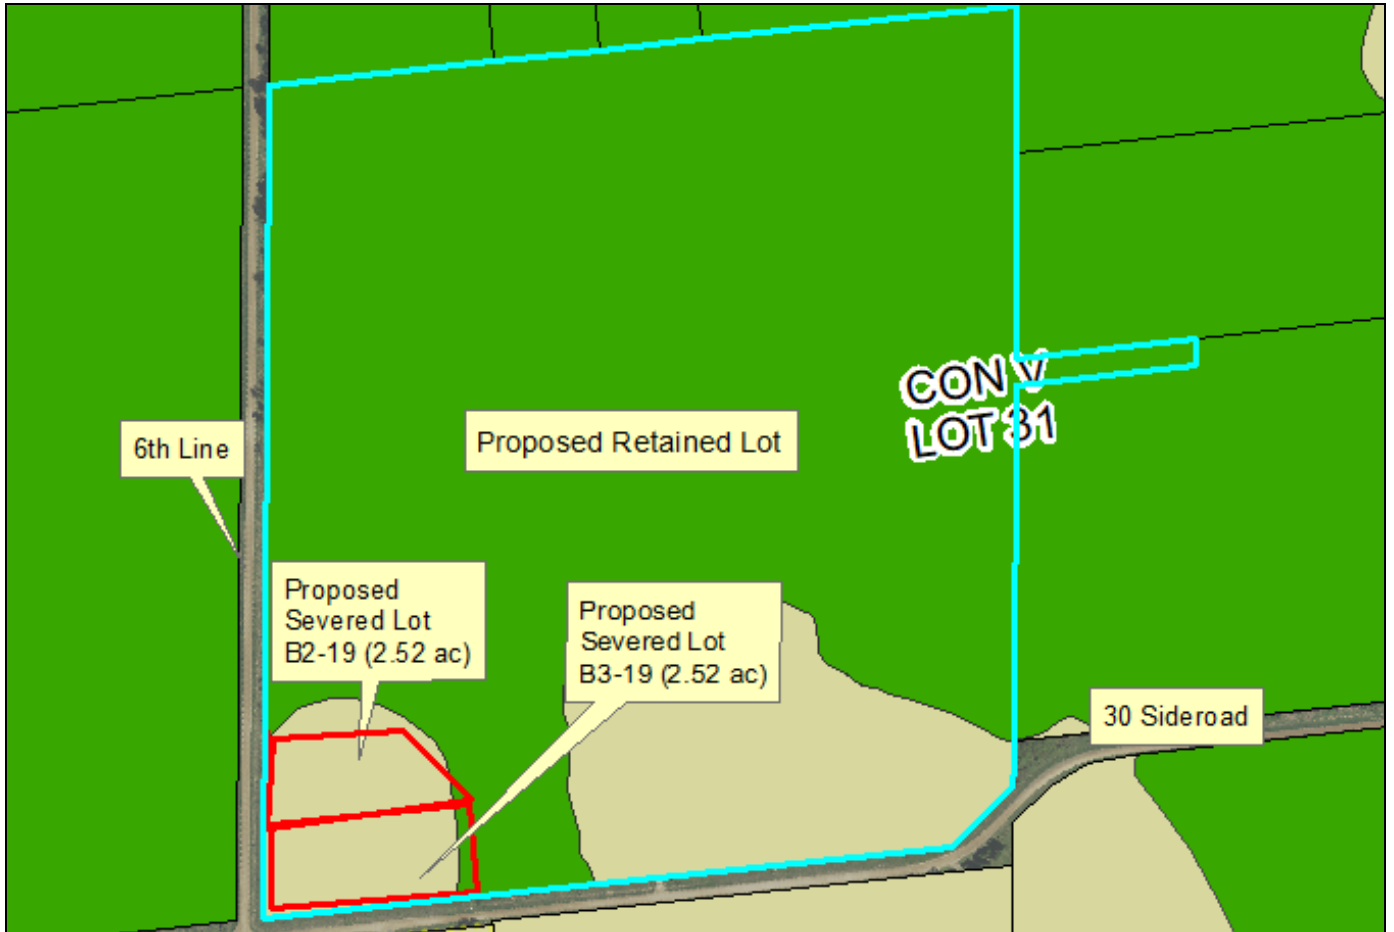 CON V
LOT 31
Proposed Retained Lot
6th Line
Proposed
Severed Lot
B2-19 (2.52 ac)
Proposed
Severed Lot
B3-19 (2.52 ac)
30 Sideroad